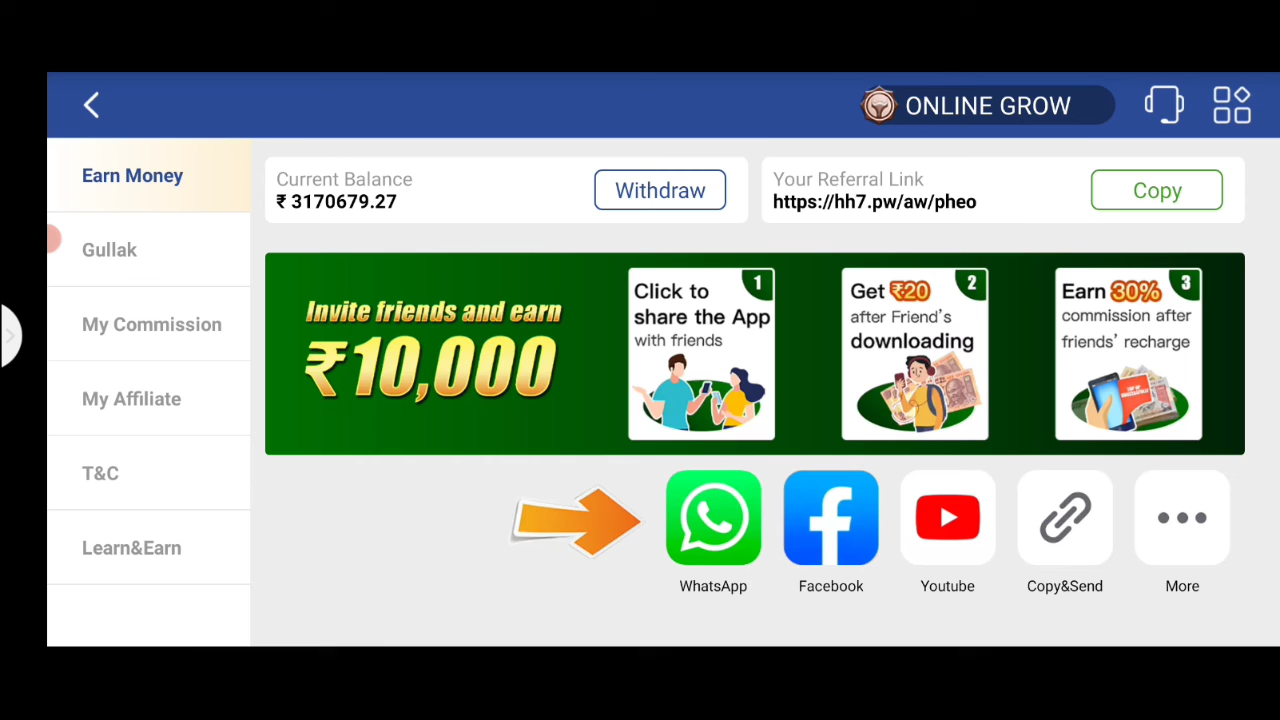 ONLINE GROW
Earn Money
Gullak
My Commission
My Affiliate
T&C
Learn&Earn
Current Balance
₹ 3170679.27
Withdraw
Your Referral Link
https://hh7.pw/aw/pheo
Copy
Invite friends and earn
₹10,000
1
Click to
share the App
with friends
2
Get ₹20
after Friend's
downloading
3
Earn 30%
commission after
friends' recharge
WhatsApp
Facebook
Youtube
Copy&Send
More